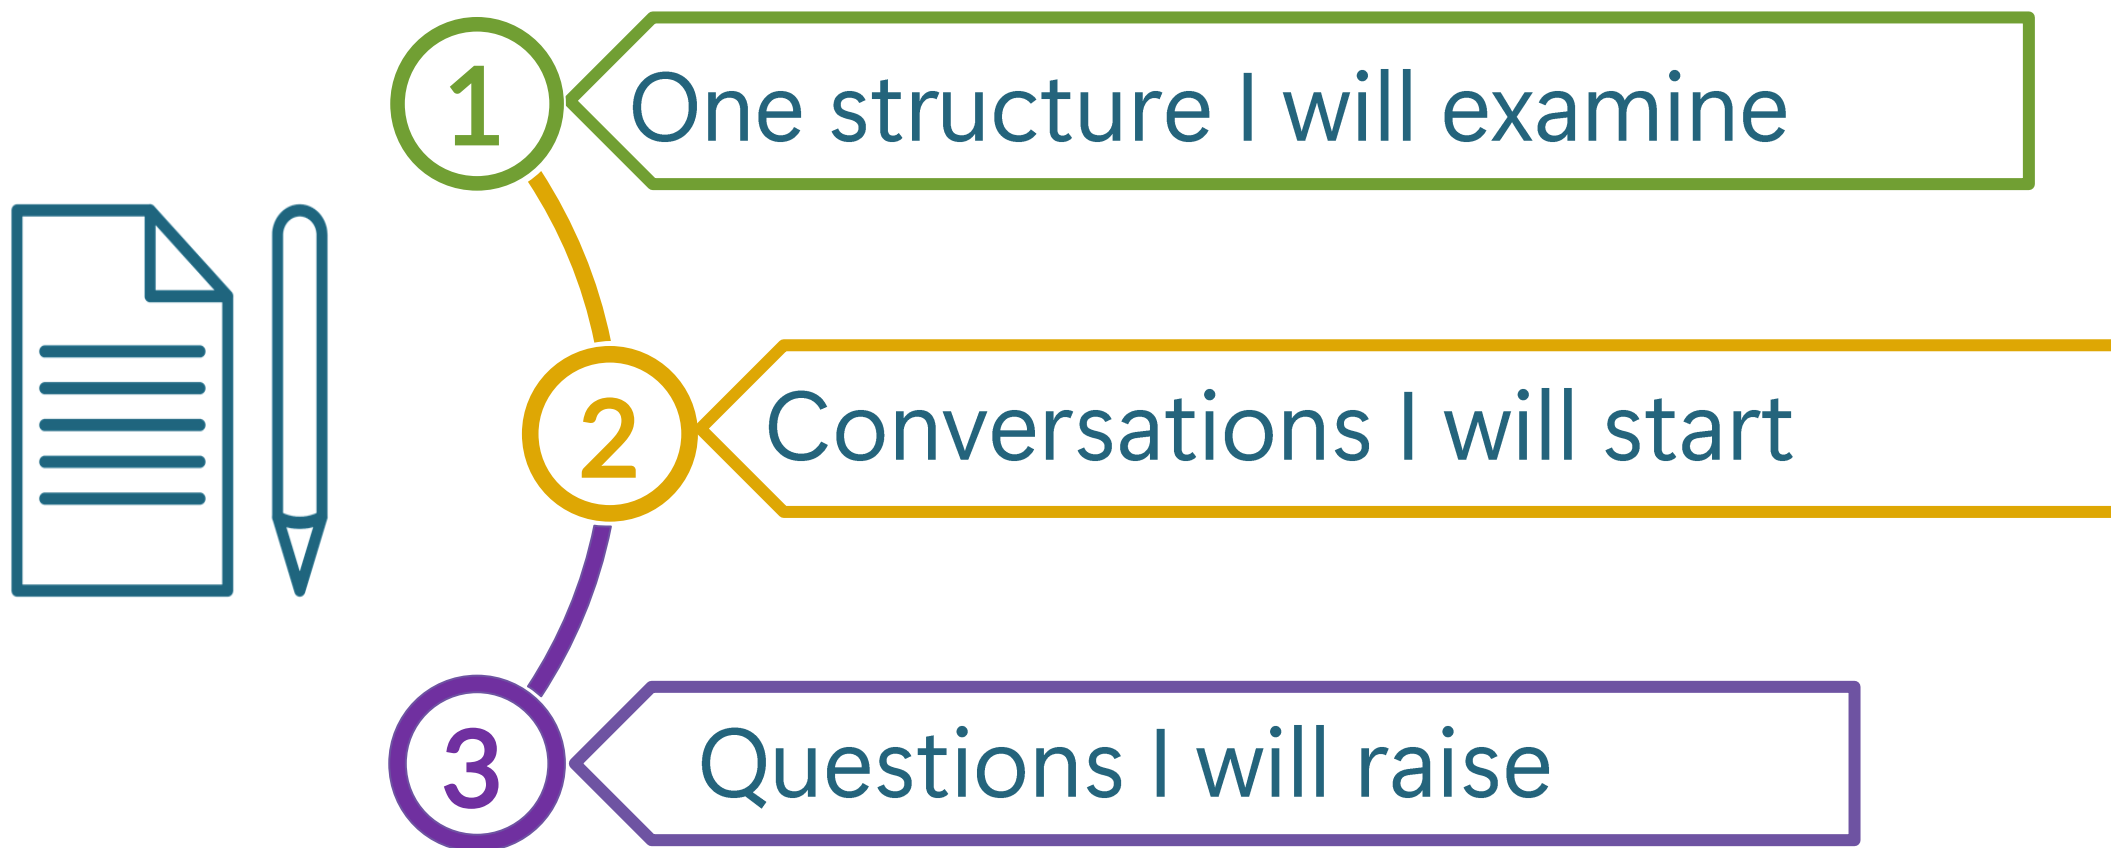 1
One structure I will examine
2
Conversations I will start
3
Questions I will raise